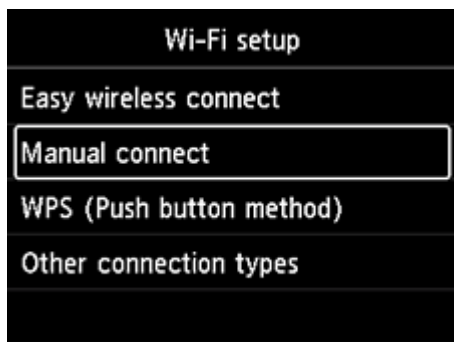 Wi-Fi setup
Easy wireless connect
Manual connect
WPS (Push button method)
Other connection types